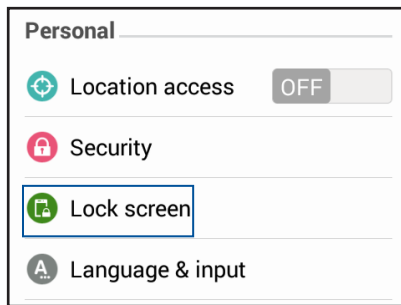 Personal
Location access OFF
Security
Lock screen
A Language & input